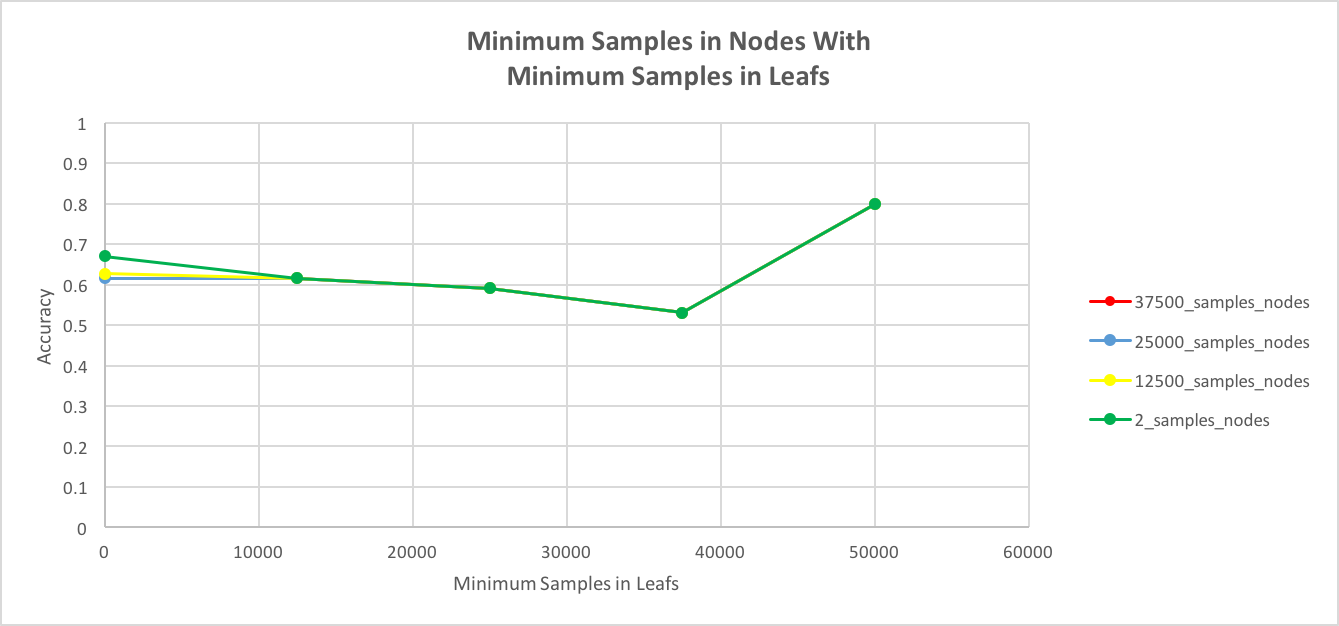 Minimum Samples in Nodes With
Minimum Samples in Leafs
1
0.9
0.8
0.7
0.6
0.5
0.4
0.3
0.2
0.1
0
Accuracy
0 10000 20000 30000 40000 50000 60000
Minimum Samples in Leafs
37500_samples_nodes
25000_samples_nodes
12500_samples_nodes
2_samples_nodes